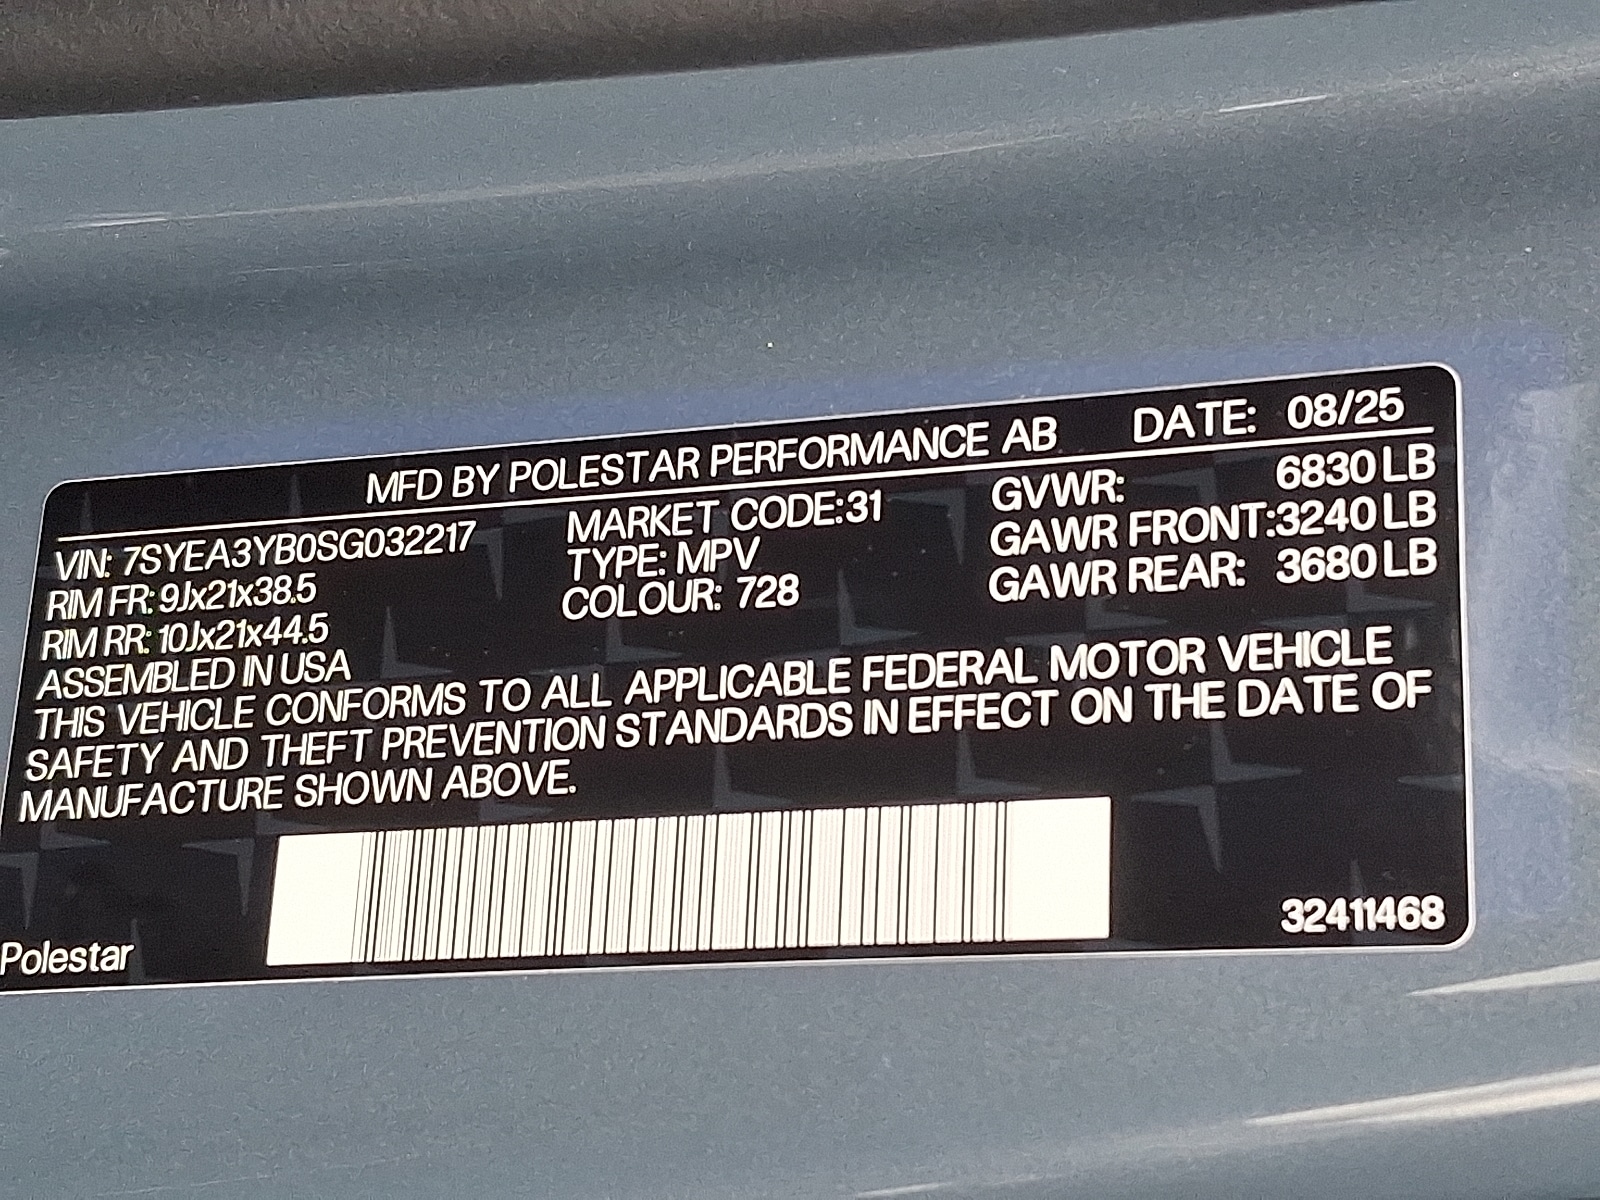 MFD BY POLESTAR PERFORMANCE AB DATE: 08/25
VIN: 7SYEA3YB0SG032217 MARKET CODE:31 GVWR: 6830 LB
RIM FR: 9Jx21x38.5 TYPE: MPV GAWR FRONT:3240 LB
RIM RR: 10Jx21x44.5 COLOUR: 728 GAWR REAR: 3680 LB
ASSEMBLED IN USA
THIS VEHICLE CONFORMS TO ALL APPLICABLE FEDERAL MOTOR VEHICLE
SAFETY AND THEFT PREVENTION STANDARDS IN EFFECT ON THE DATE OF
MANUFACTURE SHOWN ABOVE.
Polestar 32411468